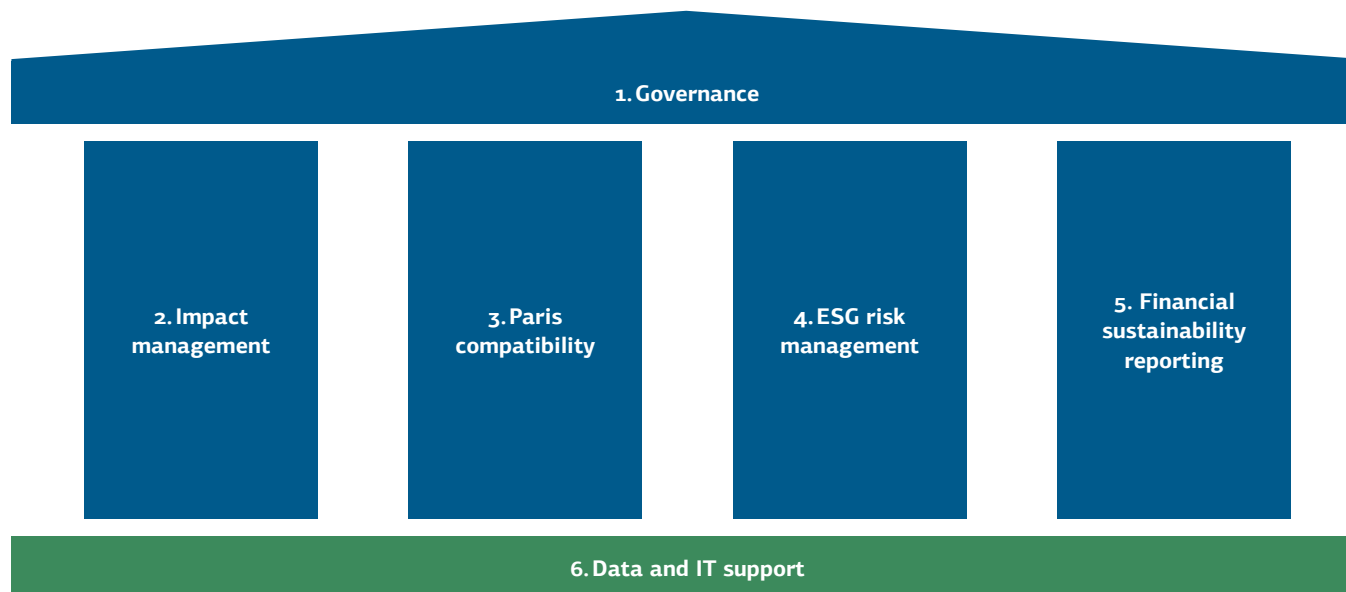 1. Governance
2. Impact
management
3. Paris
compatibility
4. ESG risk
management
5. Financial
sustainability
reporting
6. Data and IT support